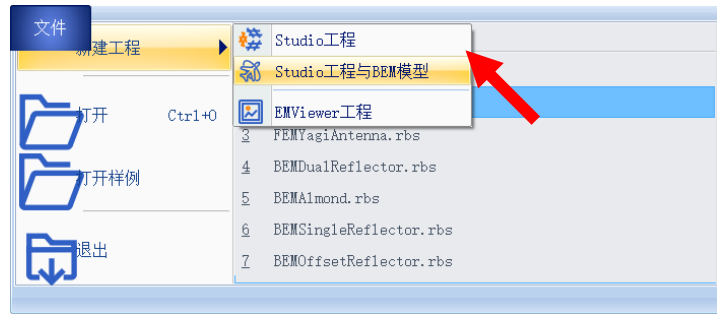 文件
新建工程
打开 Ctrl+O
打开样例
退出
Studio工程
Studio工程与BEM模型
EMViewer工程
3 FEMYagiAntenna.rbs
4 BEMDualReflector.rbs
5 BEMAlmond.rbs
6 BEMSingleReflector.rbs
7 BEMOffsetReflector.rbs